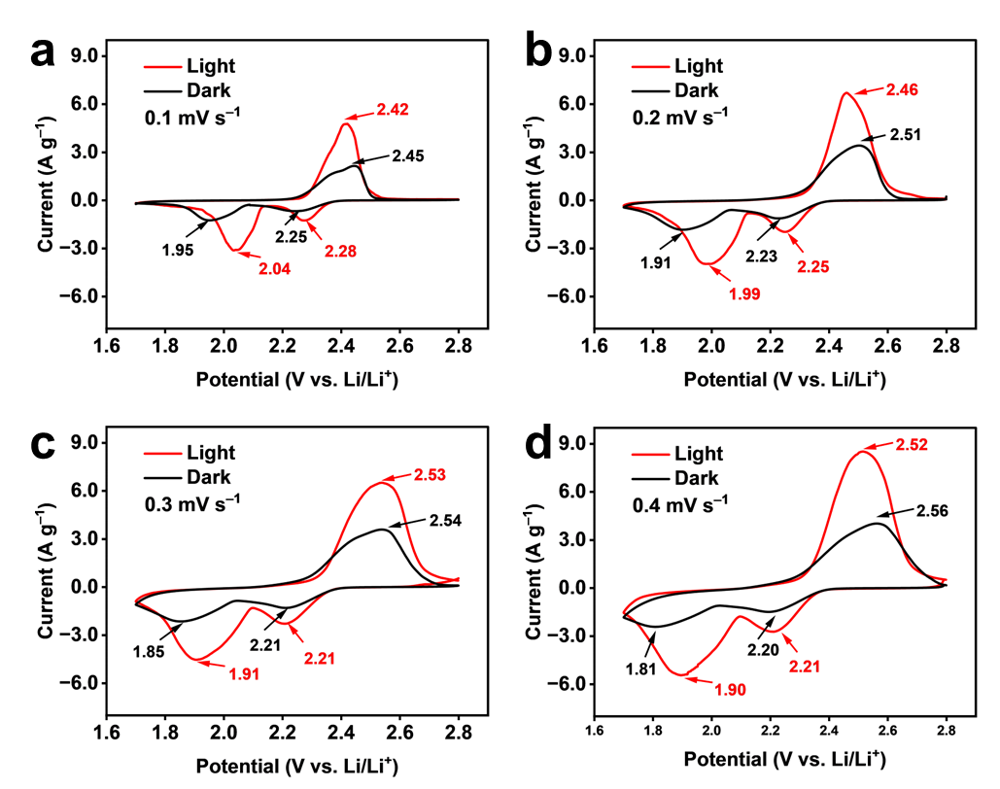 a
Light
Dark
0.1 mV s⁻¹
2.42
2.45
1.95
2.04
2.25
2.28
9.0
6.0
3.0
0.0
−3.0
−6.0
Current (A g⁻¹)
1.6 1.8 2.0 2.2 2.4 2.6 2.8
Potential (V vs. Li/Li⁺)
b
Light
Dark
0.2 mV s⁻¹
2.46
2.51
1.91
1.99
2.23
2.25
9.0
6.0
3.0
0.0
−3.0
−6.0
Current (A g⁻¹)
1.6 1.8 2.0 2.2 2.4 2.6 2.8
Potential (V vs. Li/Li⁺)
c
Light
Dark
0.3 mV s⁻¹
2.53
2.54
1.85
1.91
2.21
2.21
9.0
6.0
3.0
0.0
−3.0
−6.0
Current (A g⁻¹)
1.6 1.8 2.0 2.2 2.4 2.6 2.8
Potential (V vs. Li/Li⁺)
d
Light
Dark
0.4 mV s⁻¹
2.52
2.56
1.81
1.90
2.20
2.21
9.0
6.0
3.0
0.0
−3.0
−6.0
Current (A g⁻¹)
1.6 1.8 2.0 2.2 2.4 2.6 2.8
Potential (V vs. Li/Li⁺)